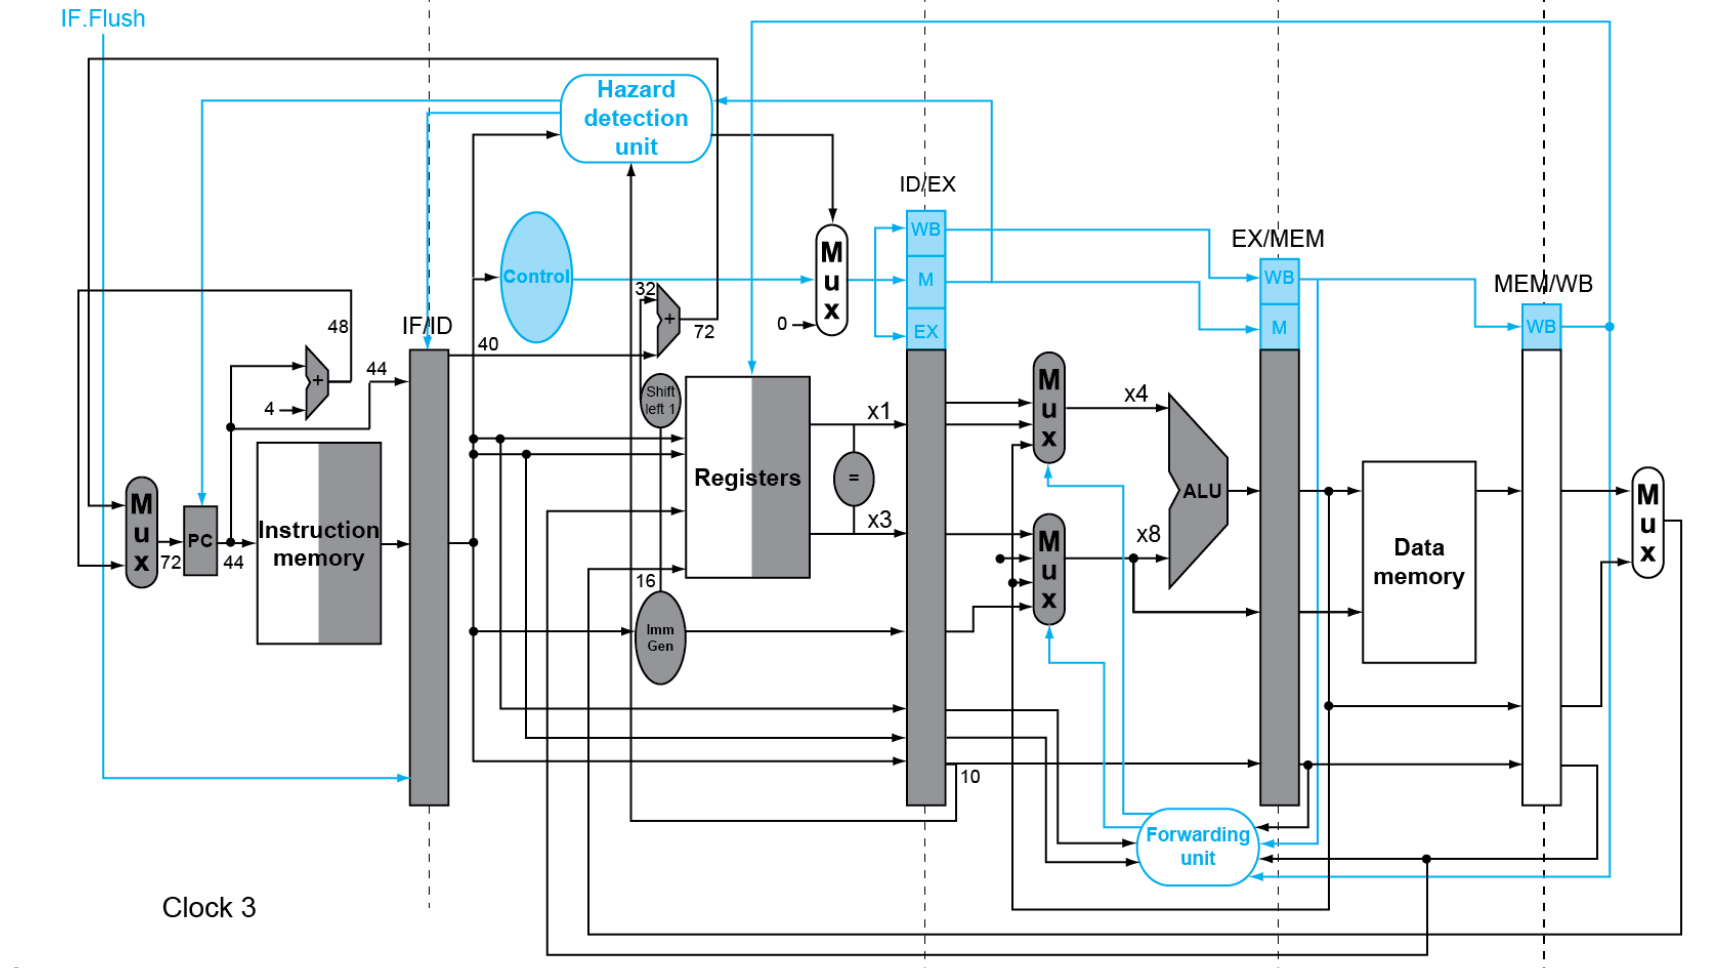 IF.Flush
Hazard
detection
unit
ID/EX
WB
EX/MEM
M
u
x
Control
M
WB
MEM/WB
32
48
IF/ID
+
72
0
EX
M
WB
40
44
+
4
Shift
left 1
M
u
x
x4
x1
Registers
=
ALU
M
u
x
PC
72
44
Instruction
memory
x3
M
u
x
x8
Data
memory
M
u
x
16
Imm
Gen
10
Forwarding
unit
Clock 3